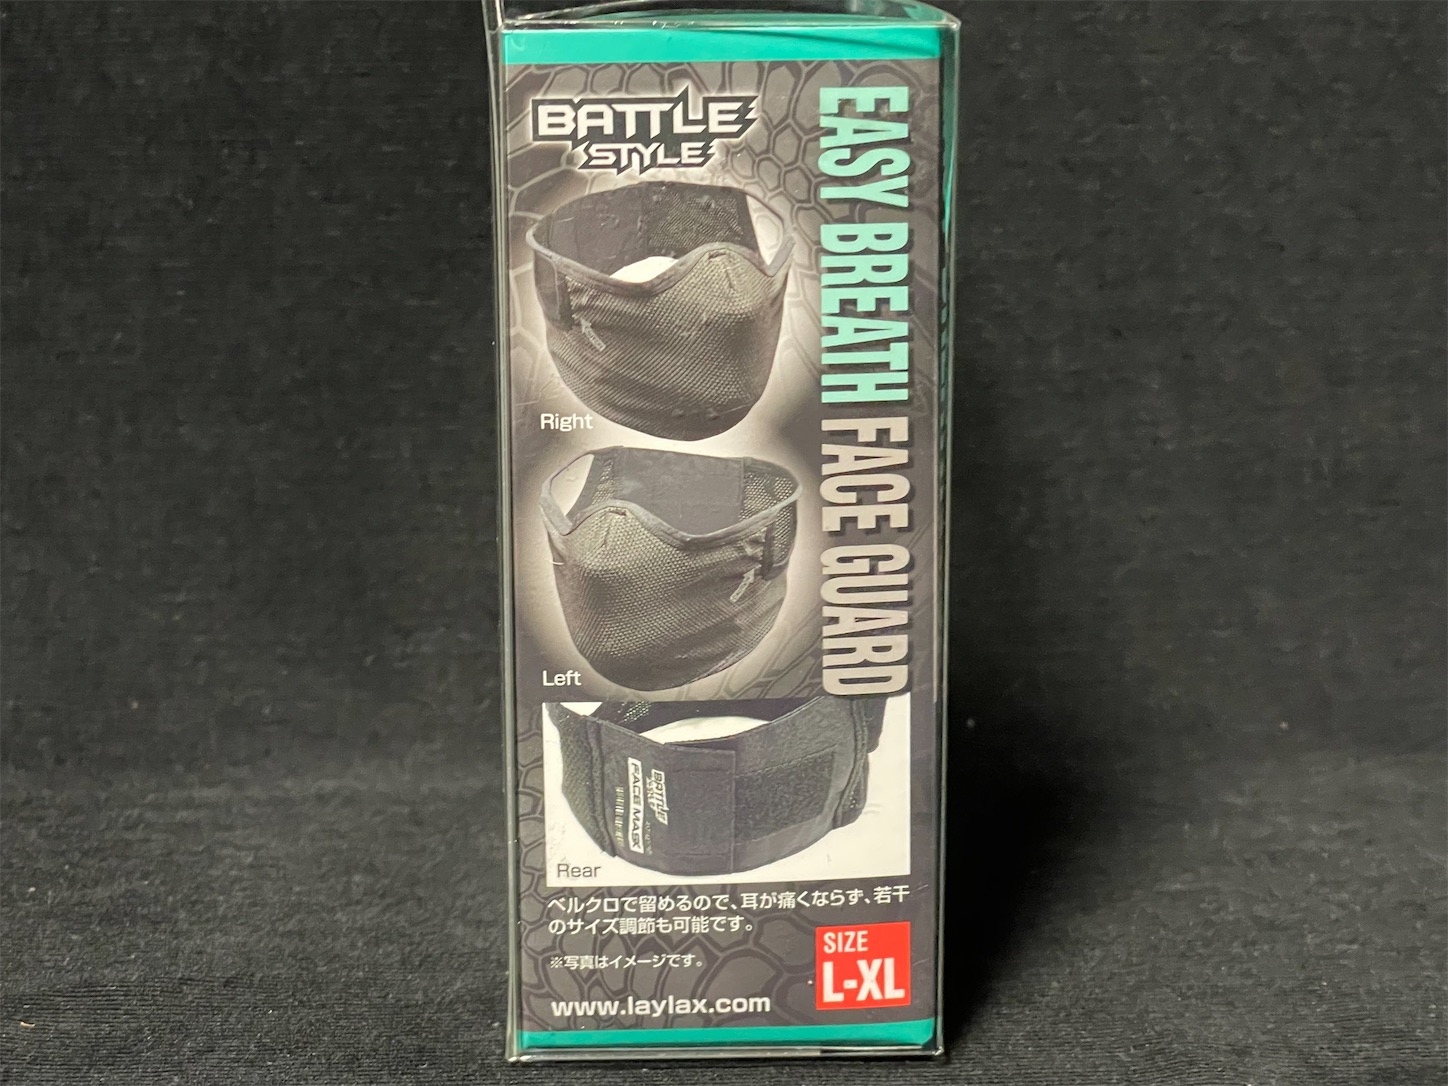 BATTLE
STYLE
EASY BREATH FACE GUARD
Right
Left
BATTLE
STYLE
FACE MASK
Rear
ベルクロで留めるので、耳が痛くならず、若干
のサイズ調節も可能です。
※写真はイメージです。
SIZE
L-XL
www.laylax.com